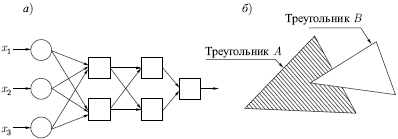 а)
x₁
x₂
x₃
б)
Треугольник B
Треугольник A